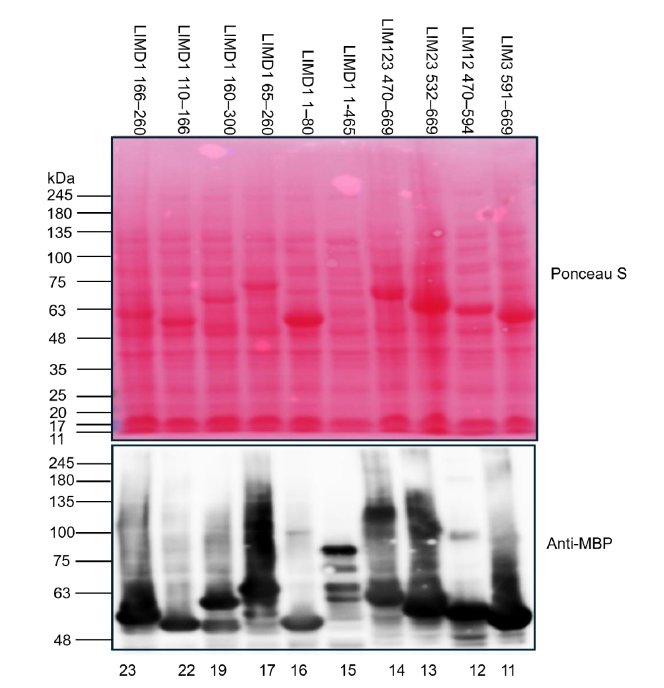 LIMD1 166–260
LIMD1 110–166
LIMD1 160–300
LIMD1 65–260
LIMD1 1–80
LIMD1 1-465
LIM123 470–669
LIM23 532–669
LIM12 470–594
LIM3 591–669
kDa
245
180
135
100
75
63
48
35
25
20
17
11
Ponceau S
245
180
135
100
75
63
48
Anti-MBP
23 22 19 17 16 15 14 13 12 11